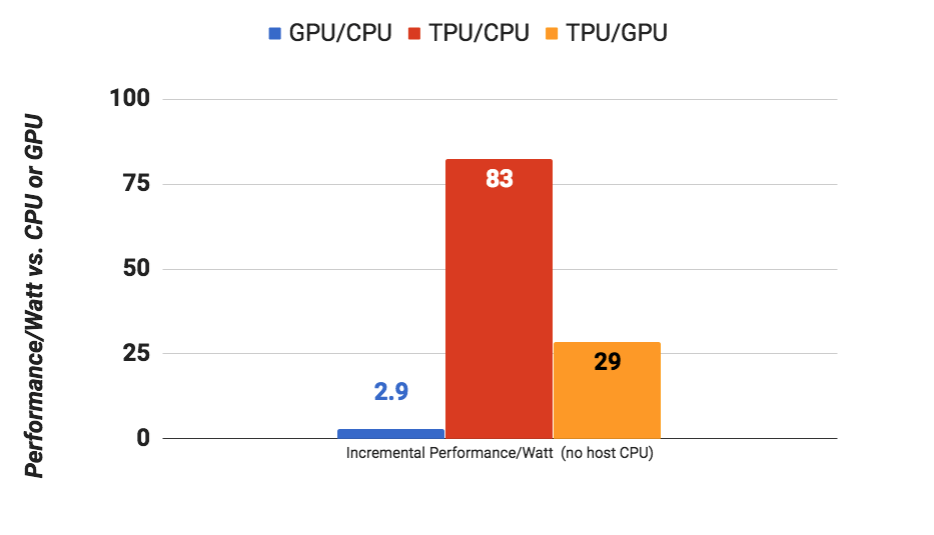 GPU/CPU TPU/CPU TPU/GPU
Performance/Watt vs. CPU or GPU
100
75
50
25
0
2.9
83
29
Incremental Performance/Watt (no host CPU)